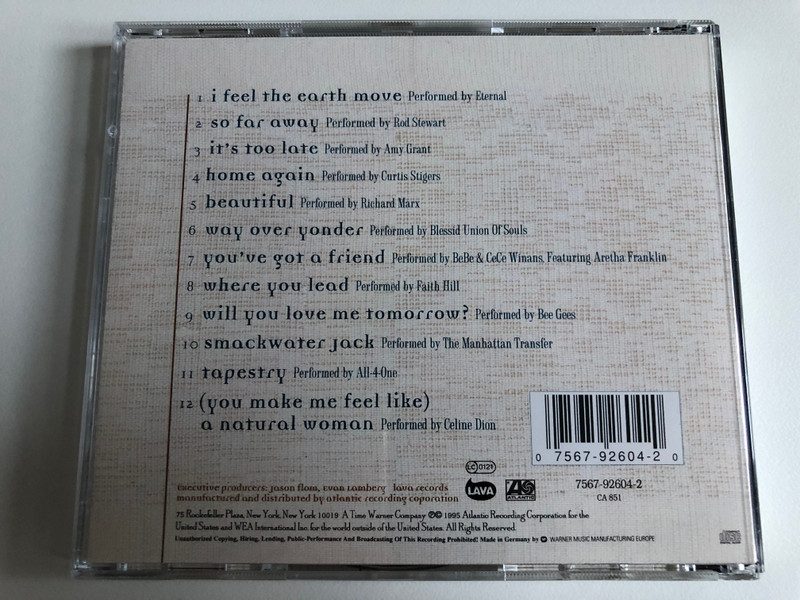 1 i feel the earth move Performed by Eternal
2 so far away Performed by Rod Stewart
3 it's too late Performed by Amy Grant
4 home again Performed by Curtis Stigers
5 beautiful Performed by Richard Marx
6 way over yonder Performed by Blessid Union Of Souls
7 you've got a friend Performed by BeBe & CeCe Winans, Featuring Aretha Franklin
8 where you lead Performed by Faith Hill
9 will you love me tomorrow? Performed by Bee Gees
10 smackwater jack Performed by The Manhattan Transfer
11 tapestry Performed by All-4-One
12 (you make me feel like)
a natural woman Performed by Celine Dion
0 7567-92604-2 0
LC 0121
executive producers: jason flom, evan lamberg lava records
manufactured and distributed by atlantic recording coporation
LAVA
ATLANTIC
7567-92604-2
CA 851
75 Rockefeller Plaza, New York, New York 10019 A Time Warner Company ℗© 1995 Atlantic Recording Corporation for the
United States and WEA International Inc. for the world outside of the United States. All Rights Reserved.
Unauthorized Copying, Hiring, Lending, Public-Performance And Broadcasting Of This Recording Prohibited! Made in Germany by WARNER MUSIC MANUFACTURING EUROPE